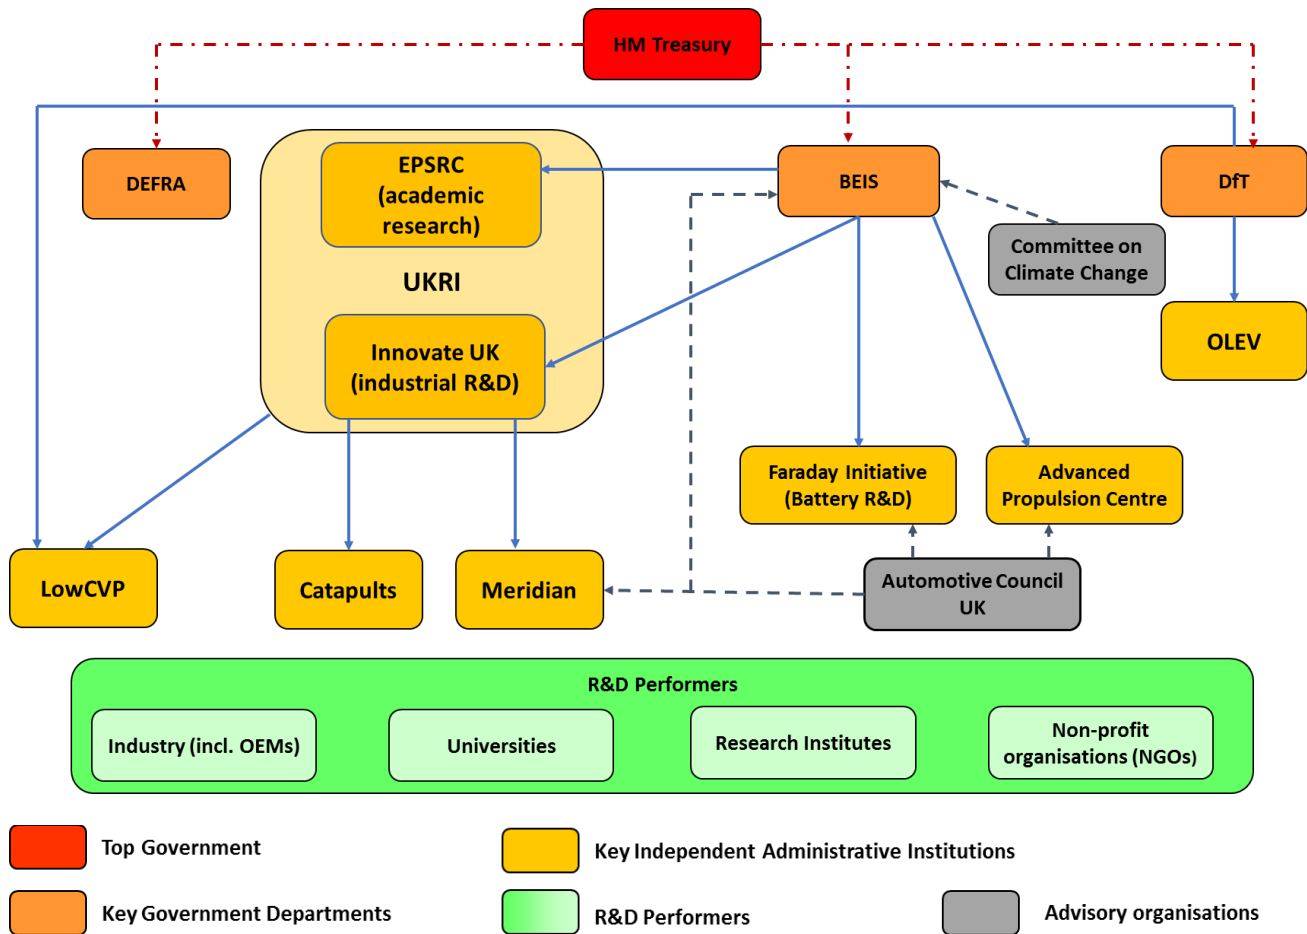 HM Treasury
DEFRA
EPSRC
(academic
research)
UKRI
Innovate UK
(industrial R&D)
BEIS
DfT
Committee on
Climate Change
OLEV
Faraday Initiative
(Battery R&D)
Advanced
Propulsion Centre
LowCVP
Catapults
Meridian
Automotive Council
UK
R&D Performers
Industry (incl. OEMs)
Universities
Research Institutes
Non-profit
organisations (NGOs)
Top Government
Key Independent Administrative Institutions
Key Government Departments
R&D Performers
Advisory organisations